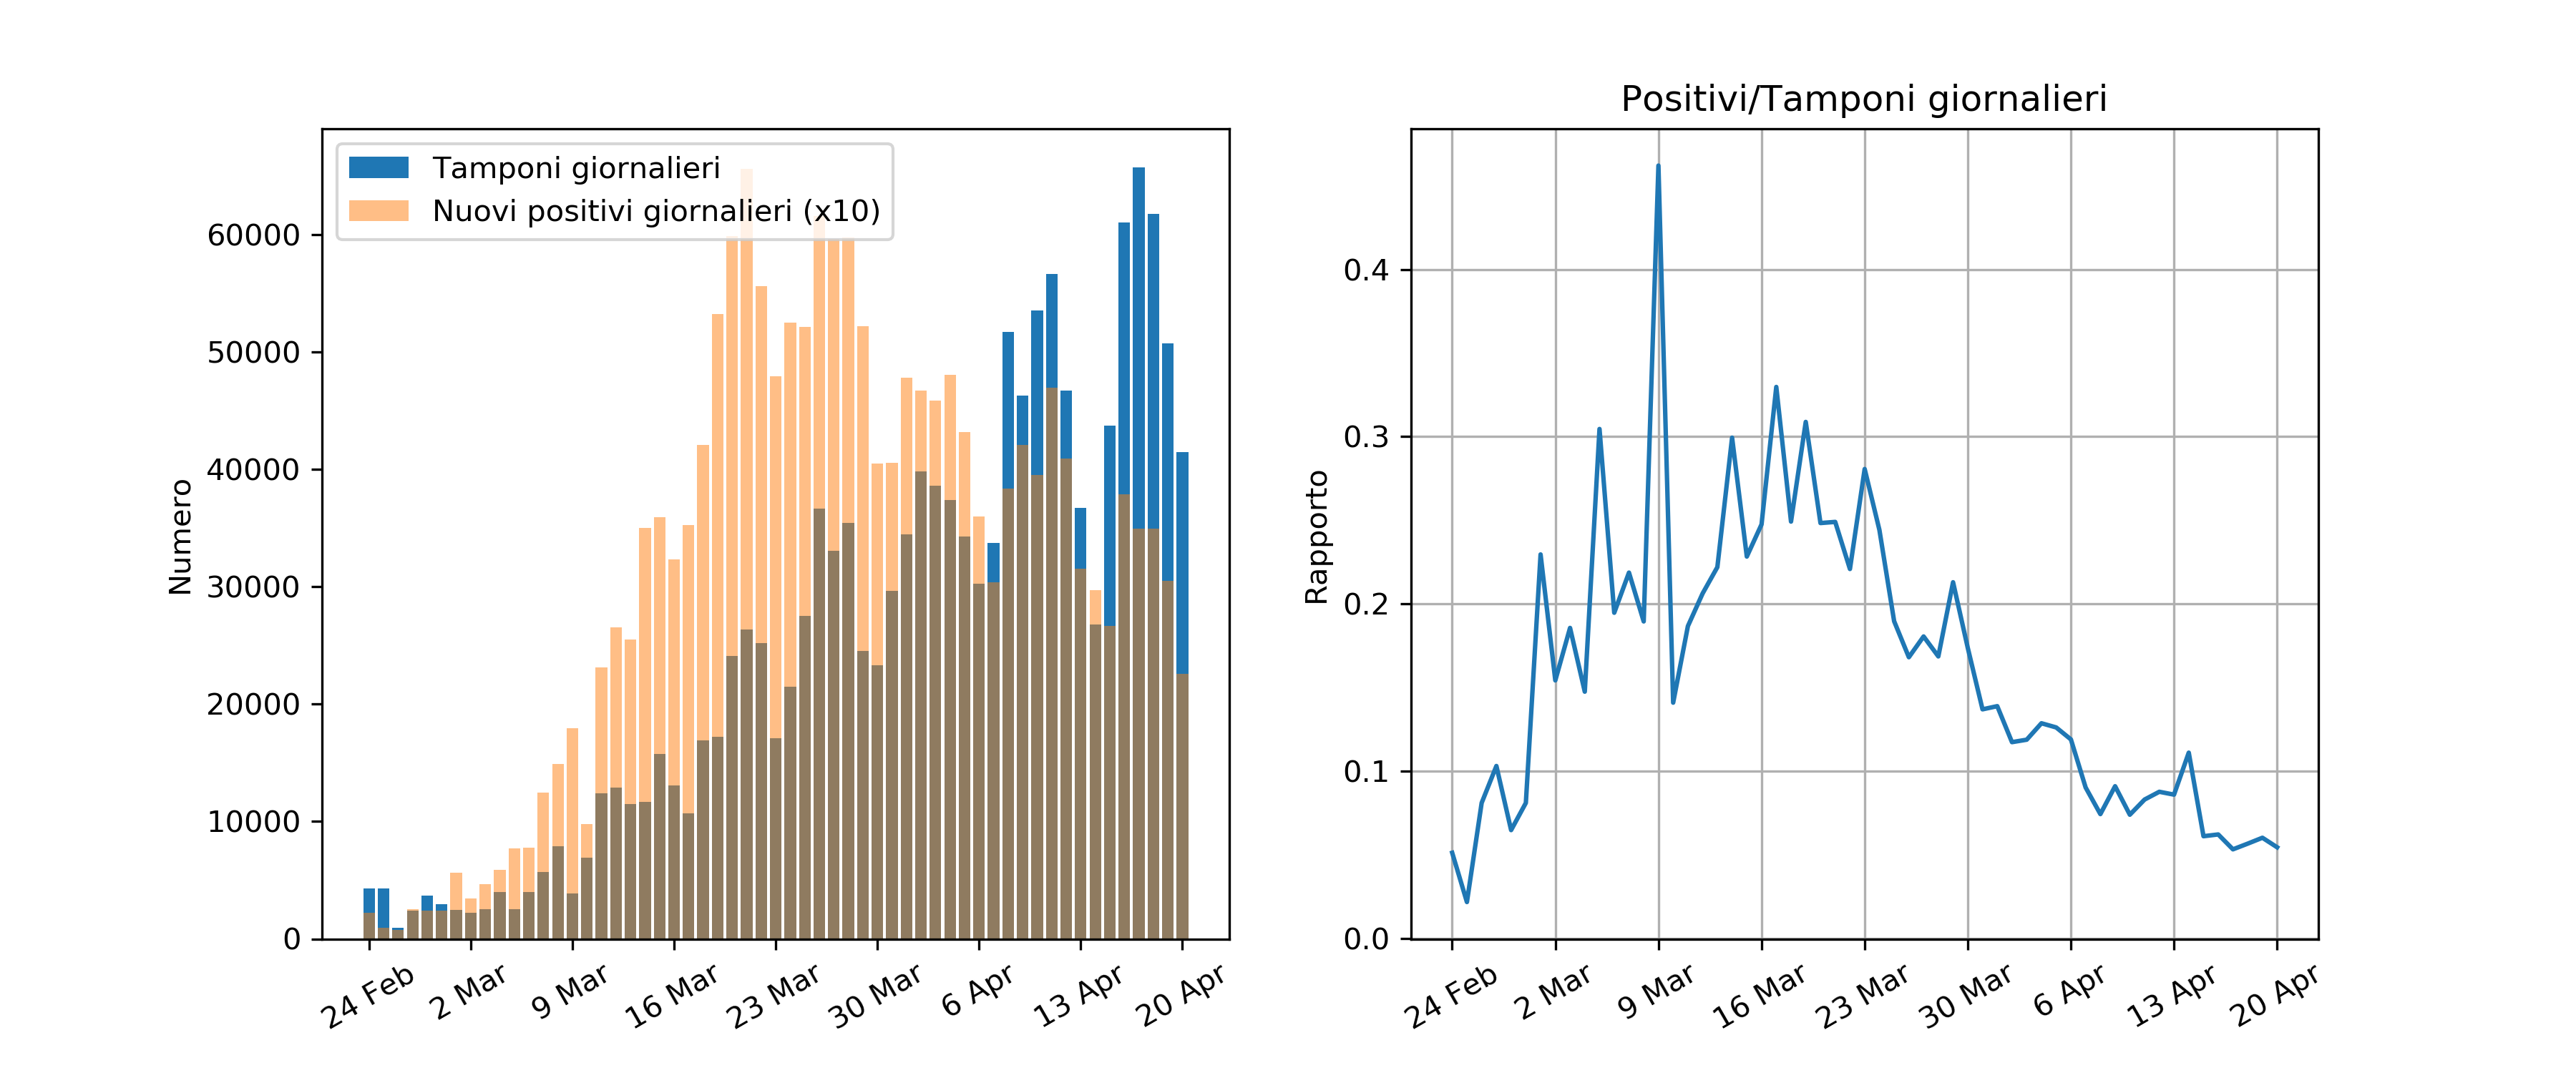 Tamponi giornalieri
Nuovi positivi giornalieri (x10)
Numero
60000
50000
40000
30000
20000
10000
0
24 Feb
2 Mar
9 Mar
16 Mar
23 Mar
30 Mar
6 Apr
13 Apr
20 Apr
Positivi/Tamponi giornalieri
Rapporto
0.4
0.3
0.2
0.1
0.0
24 Feb
2 Mar
9 Mar
16 Mar
23 Mar
30 Mar
6 Apr
13 Apr
20 Apr